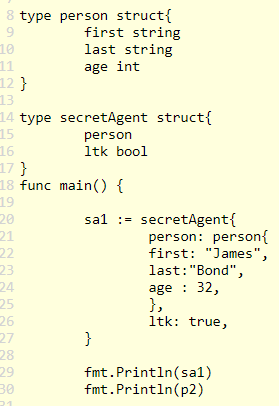 8 type person struct{
9 first string
10 last string
11 age int
12 }
13
14 type secretAgent struct{
15 person
16 ltk bool
17 }
18 func main() {
19
20 sa1 := secretAgent{
21 person: person{
22 first: "James",
23 last:"Bond",
24 age : 32,
25 },
26 ltk: true,
27 }
28
29 fmt.Println(sa1)
30 fmt.Println(p2)